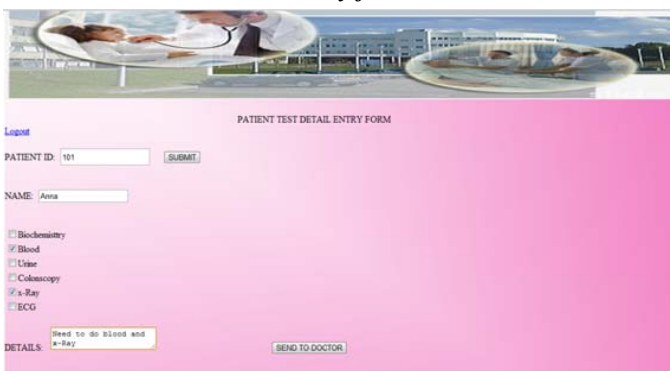 PATIENT TEST DETAIL ENTRY FORM
Logout
PATIENT ID: 101 SUBMIT
NAME: Anna
Biochemisttry
Blood
Urine
Colonscopy
x-Ray
ECG
Need to do blood and
x-Ray
DETAILS:
SEND TO DOCTOR